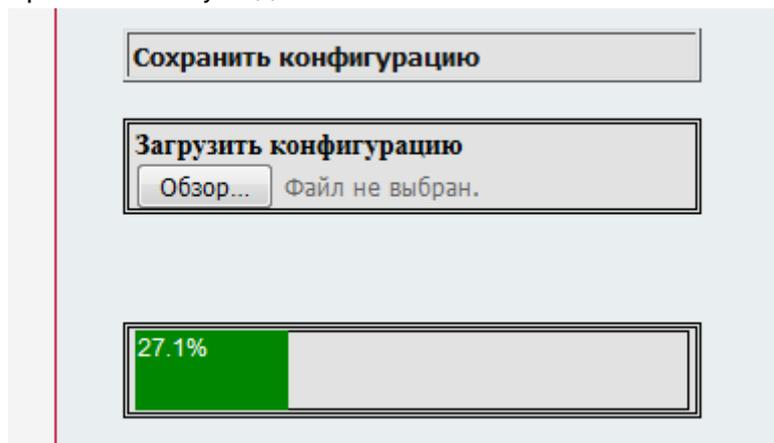 Сохранить конфигурацию
Загрузить конфигурацию
Обзор... Файл не выбран.
27.1%